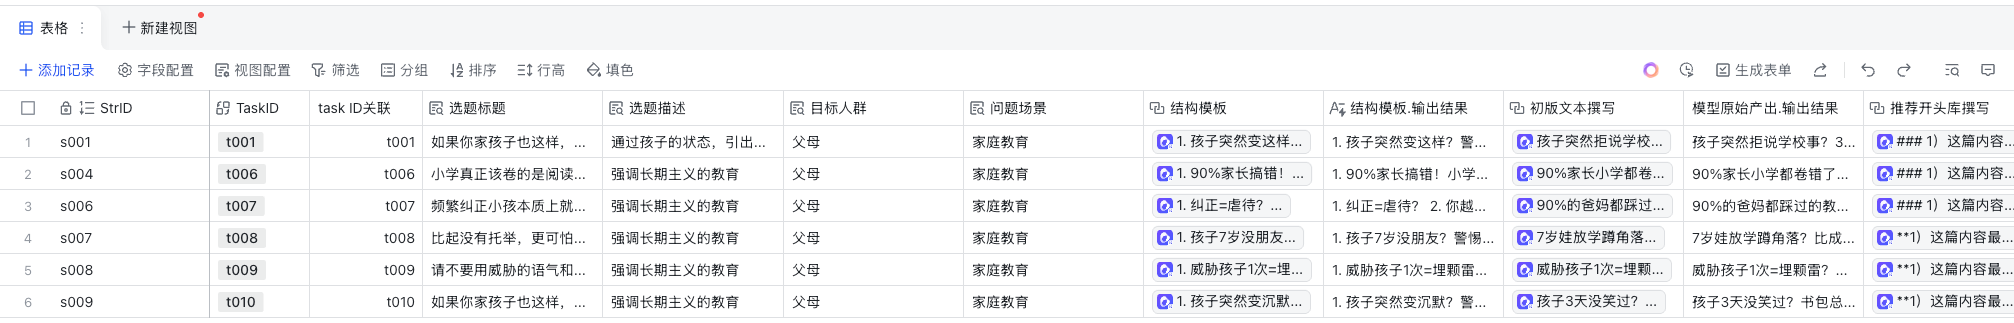 表格 新建视图
添加记录 字段配置 视图配置 筛选 分组 排序 行高 填色 生成表单
StrID TaskID task ID关联 选题标题 选题描述 目标人群 问题场景 结构模板 结构模板.输出结果 初版文本撰写 模型原始产出.输出结果 推荐开头库撰写
1 s001 t001 t001 如果你家孩子也这样，... 通过孩子的状态，引出... 父母 家庭教育 1. 孩子突然变这样... 1. 孩子突然变这样？警... 孩子突然拒说学校... 孩子突然拒说学校事？3... ### 1）这篇内容...
2 s004 t006 t006 小学真正该卷的是阅读... 强调长期主义的教育 父母 家庭教育 1. 90%家长搞错！... 1. 90%家长搞错！小学... 90%家长小学都卷... 90%家长小学都卷错了... ### 1）这篇内容...
3 s006 t007 t007 频繁纠正小孩本质上就... 强调长期主义的教育 父母 家庭教育 1. 纠正=虐待？... 1. 纠正=虐待？ 2. 你越... 90%的爸妈都踩过... 90%的爸妈都踩过的教... ### 1）这篇内容...
4 s007 t008 t008 比起没有托举，更可怕... 强调长期主义的教育 父母 家庭教育 1. 孩子7岁没朋友... 1. 孩子7岁没朋友？警惕... 7岁娃放学蹲角落... 7岁娃放学蹲角落？比成... **1）这篇内容最...
5 s008 t009 t009 请不要用威胁的语气和... 强调长期主义的教育 父母 家庭教育 1. 威胁孩子1次=埋... 1. 威胁孩子1次=埋颗雷... 威胁孩子1次=埋颗... 威胁孩子1次=埋颗雷？... **1）这篇内容最...
6 s009 t010 t010 如果你家孩子也这样，... 强调长期主义的教育 父母 家庭教育 1. 孩子突然变沉默... 1. 孩子突然变沉默？警... 孩子3天没笑过？... 孩子3天没笑过？书包总... **1）这篇内容最...